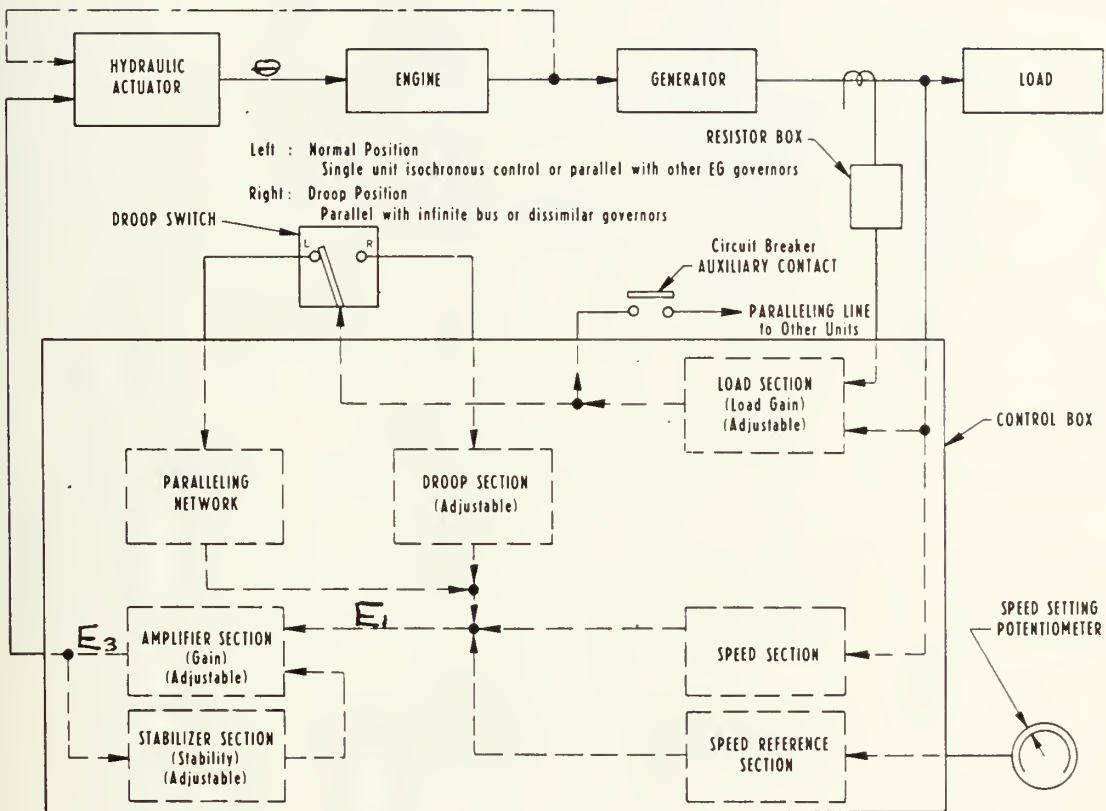 HYDRAULIC
ACTUATOR
ENGINE
GENERATOR
LOAD
RESISTOR BOX
Left : Normal Position
Single unit isochronous control or parallel with other EG governors
Right: Droop Position
Parallel with infinite bus or dissimilar governors
DROOP SWITCH
L
R
Circuit Breaker
AUXILIARY CONTACT
PARALLELING LINE
to Other Units
LOAD SECTION
(Load Gain)
(Adjustable)
CONTROL BOX
PARALLELING
NETWORK
DROOP SECTION
(Adjustable)
E3
AMPLIFIER SECTION
(Gain)
(Adjustable)
E1
SPEED SECTION
SPEED SETTING
POTENTIOMETER
STABILIZER SECTION
(Stability)
(Adjustable)
SPEED REFERENCE
SECTION